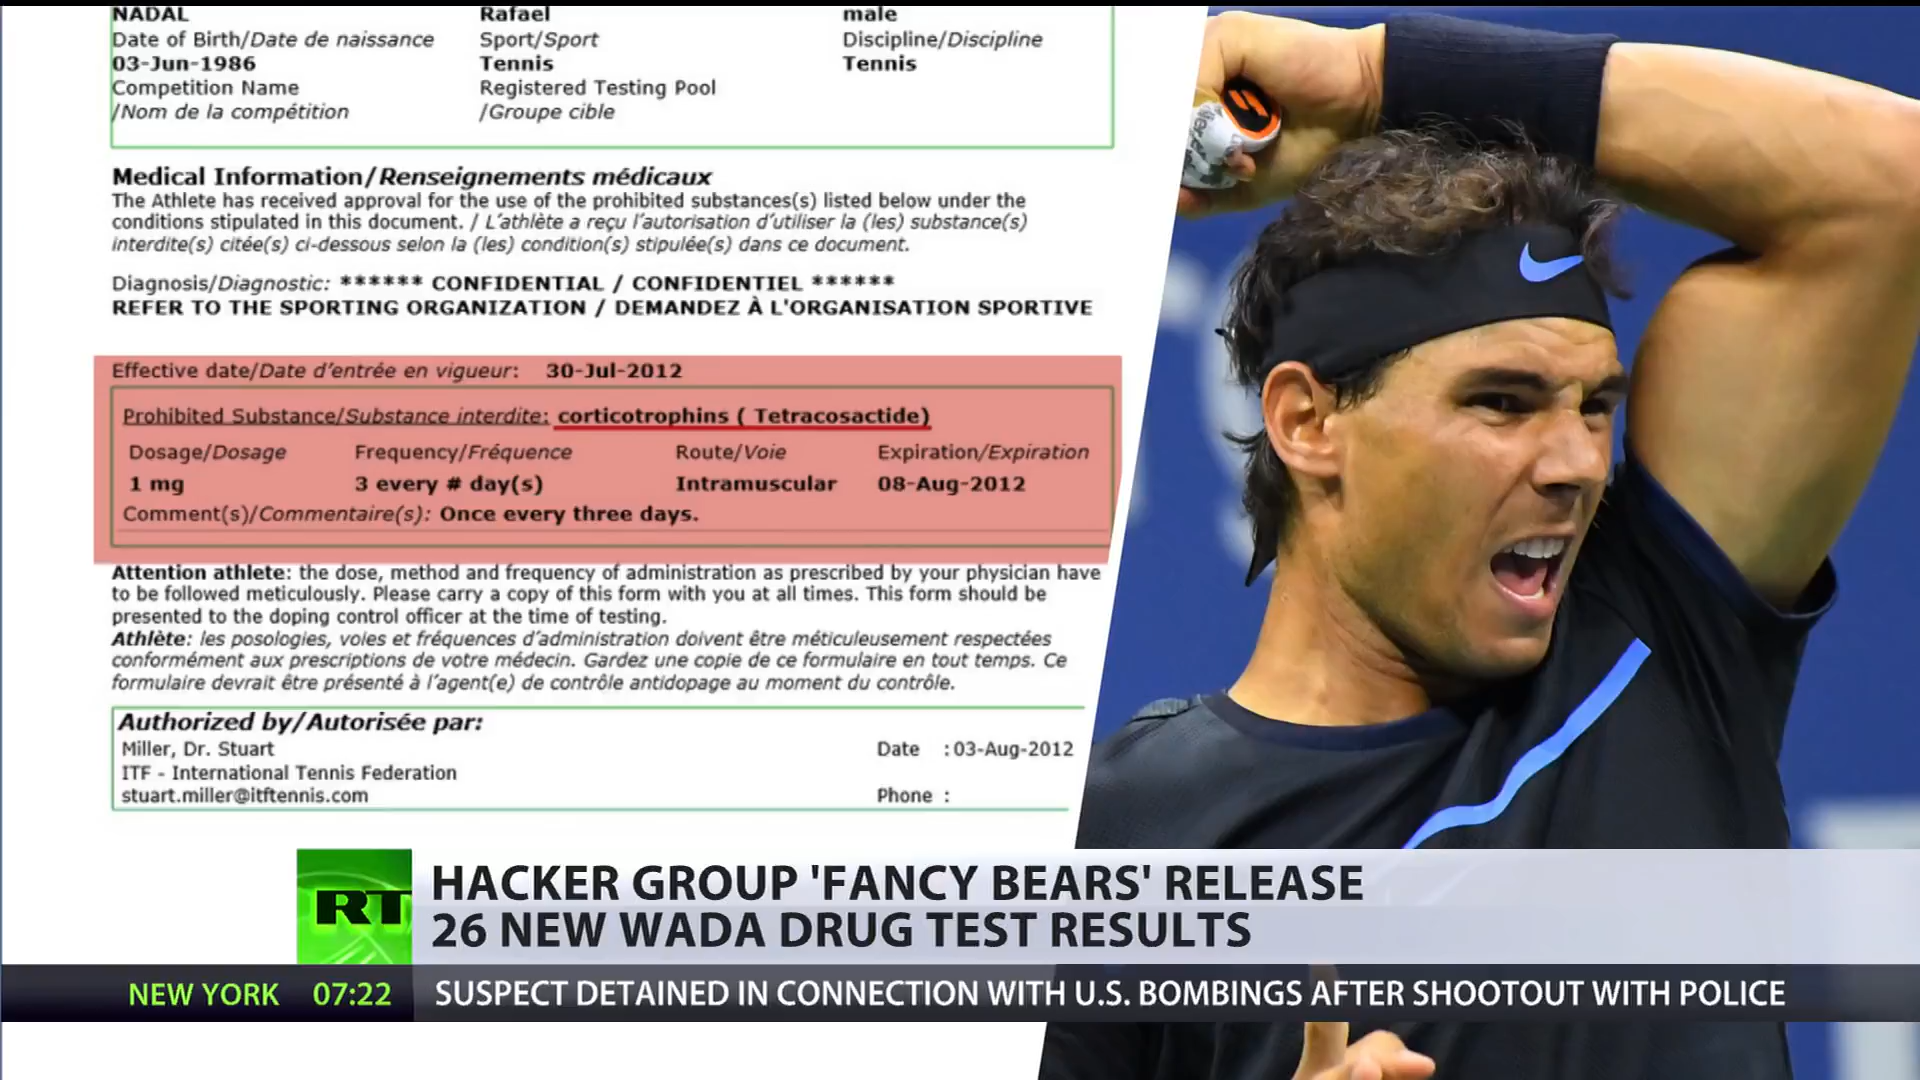 NADAL Rafael male
Date of Birth/Date de naissance Sport/Sport Discipline/Discipline
03-Jun-1986 Tennis Tennis
Competition Name Registered Testing Pool
/Nom de la compétition /Groupe cible
Medical Information/Renseignements médicaux
The Athlete has received approval for the use of the prohibited substances(s) listed below under the
conditions stipulated in this document. / L'athlète a reçu l'autorisation d'utiliser la (les) substance(s)
interdite(s) citée(s) ci-dessous selon la (les) condition(s) stipulée(s) dans ce document.
Diagnosis/Diagnostic: ****** CONFIDENTIAL / CONFIDENTIEL ******
REFER TO THE SPORTING ORGANIZATION / DEMANDEZ À L'ORGANISATION SPORTIVE
Effective date/Date d'entrée en vigueur: 30-Jul-2012
Prohibited Substance/Substance interdite: corticotrophins ( Tetracosactide)
Dosage/Dosage Frequency/Fréquence Route/Voie Expiration/Expiration
1 mg 3 every # day(s) Intramuscular 08-Aug-2012
Comment(s)/Commentaire(s): Once every three days.
Attention athlete: the dose, method and frequency of administration as prescribed by your physician have
to be followed meticulously. Please carry a copy of this form with you at all times. This form should be
presented to the doping control officer at the time of testing.
Athlète: les posologies, voies et fréquences d'administration doivent être méticuleusement respectées
conformément aux prescriptions de votre médecin. Gardez une copie de ce formulaire en tout temps. Ce
formulaire devrait être présenté à l'agent(e) de contrôle antidopage au moment du contrôle.
Authorized by/Autorisée par:
Miller, Dr. Stuart Date : 03-Aug-2012
ITF - International Tennis Federation
stuart.miller@itftennis.com Phone :
RT HACKER GROUP 'FANCY BEARS' RELEASE
26 NEW WADA DRUG TEST RESULTS
NEW YORK 07:22 SUSPECT DETAINED IN CONNECTION WITH U.S. BOMBINGS AFTER SHOOTOUT WITH POLICE